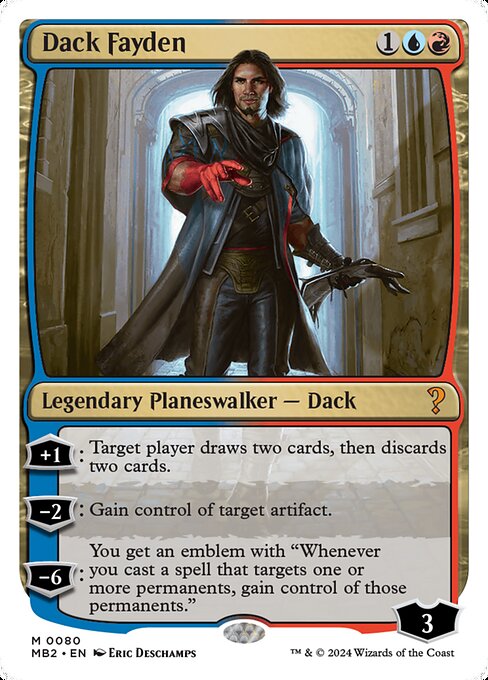 Dack Fayden 1
Legendary Planeswalker — Dack
+1 : Target player draws two cards, then discards
two cards.
−2 : Gain control of target artifact.
−6 : You get an emblem with “Whenever
you cast a spell that targets one or
more permanents, gain control of those
permanents.”
3
M 0080
MB2 • EN Eric Deschamps
™ & © 2024 Wizards of the Coast